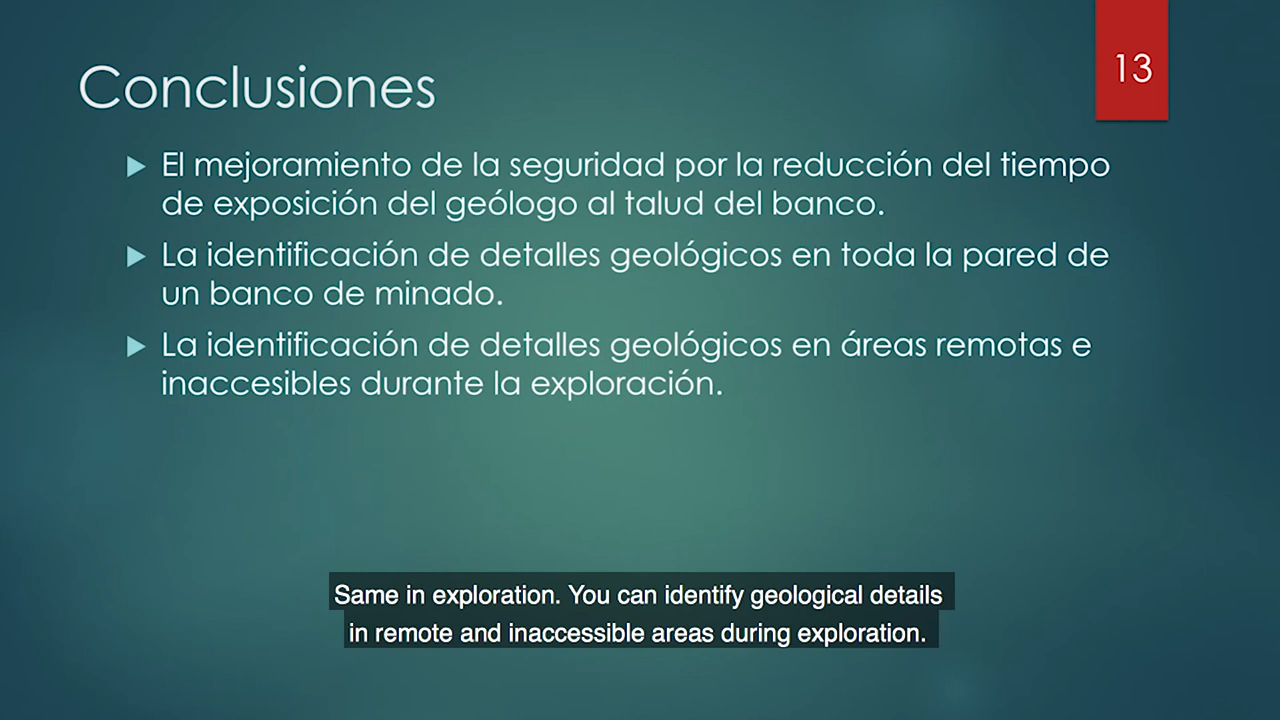 Conclusiones
13
El mejoramiento de la seguridad por la reducción del tiempo
de exposición del geólogo al talud del banco.
La identificación de detalles geológicos en toda la pared de
un banco de minado.
La identificación de detalles geológicos en áreas remotas e
inaccesibles durante la exploración.
Same in exploration. You can identify geological details
in remote and inaccessible areas during exploration.